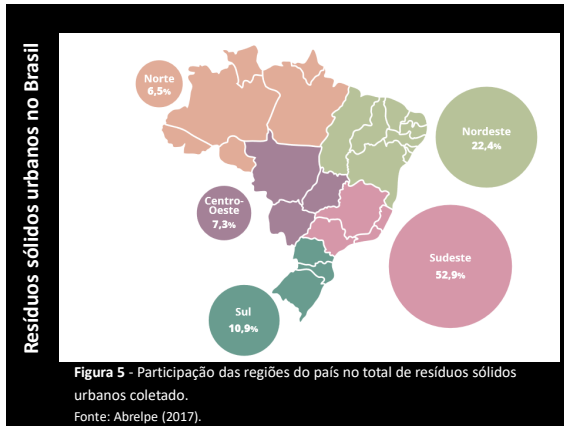 Resíduos sólidos urbanos no Brasil
Norte
6,5%
Nordeste
22,4%
Centro-
Oeste
7,3%
Sudeste
52,9%
Sul
10,9%
Figura 5 - Participação das regiões do país no total de resíduos sólidos
urbanos coletado.
Fonte: Abrelpe (2017).